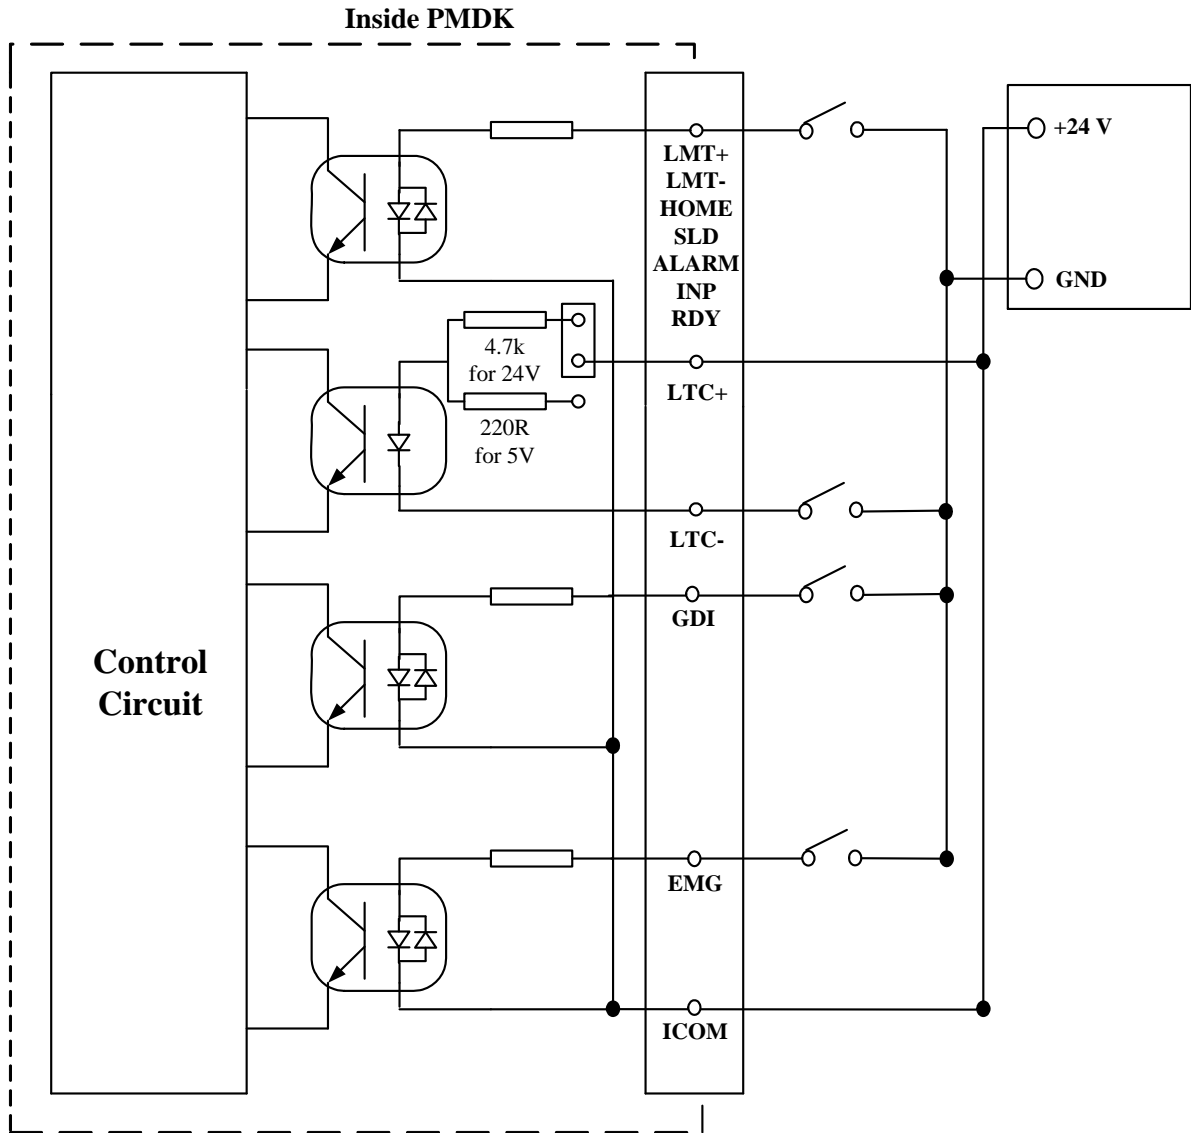 Inside PMDK
+24 V
LMT+
LMT-
HOME
SLD
ALARM
INP
RDY
GND
4.7k
for 24V
LTC+
220R
for 5V
LTC-
GDI
Control
Circuit
EMG
ICOM